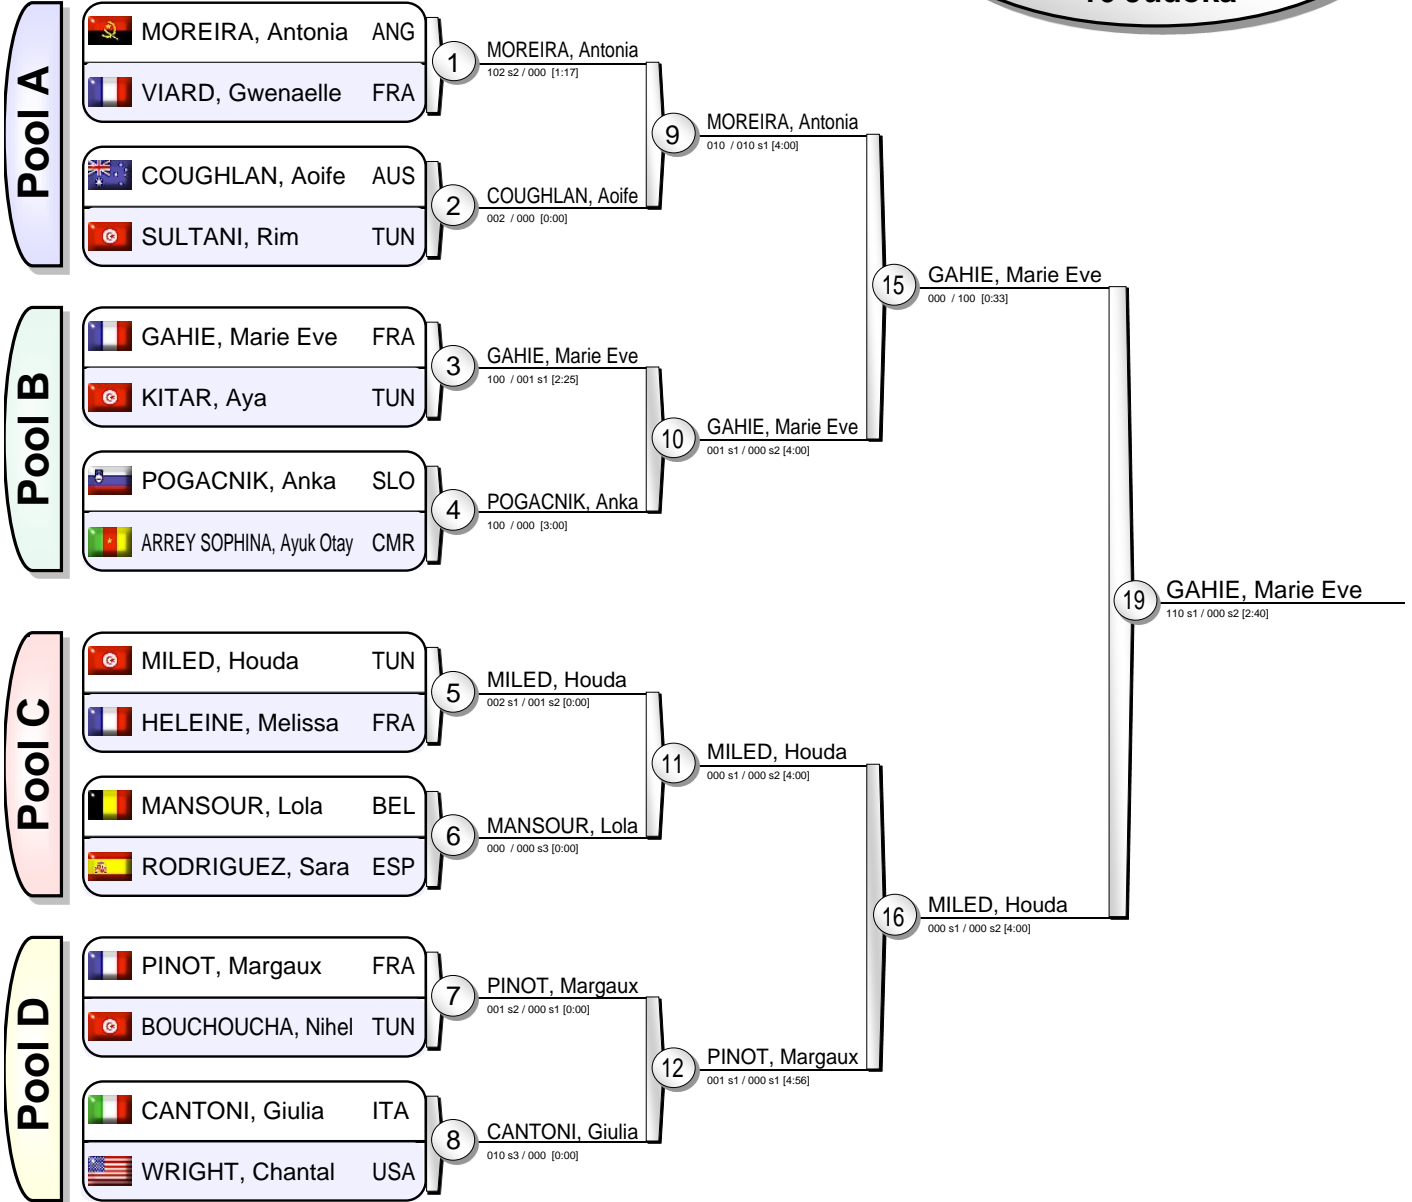 16 Judoka
Pool A
MOREIRA, Antonia ANG
VIARD, Gwenaelle FRA
COUGHLAN, Aoife AUS
SULTANI, Rim TUN
1
MOREIRA, Antonia
102 s2 / 000 [1:17]
2
COUGHLAN, Aoife
002 / 000 [0:00]
9
MOREIRA, Antonia
010 / 010 s1 [4:00]
Pool B
GAHIE, Marie Eve FRA
KITAR, Aya TUN
POGACNIK, Anka SLO
ARREY SOPHINA, Ayuk Otay CMR
3
GAHIE, Marie Eve
100 / 001 s1 [2:25]
4
POGACNIK, Anka
100 / 000 [3:00]
10
GAHIE, Marie Eve
001 s1 / 000 s2 [4:00]
15
GAHIE, Marie Eve
000 / 100 [0:33]
Pool C
MILED, Houda TUN
HELEINE, Melissa FRA
MANSOUR, Lola BEL
RODRIGUEZ, Sara ESP
5
MILED, Houda
002 s1 / 001 s2 [0:00]
6
MANSOUR, Lola
000 / 000 s3 [0:00]
11
MILED, Houda
000 s1 / 000 s2 [4:00]
Pool D
PINOT, Margaux FRA
BOUCHOUCHA, Nihel TUN
CANTONI, Giulia ITA
WRIGHT, Chantal USA
7
PINOT, Margaux
001 s2 / 000 s1 [0:00]
8
CANTONI, Giulia
010 s3 / 000 [0:00]
12
PINOT, Margaux
001 s1 / 000 s1 [4:56]
16
MILED, Houda
000 s1 / 000 s2 [4:00]
19
GAHIE, Marie Eve
110 s1 / 000 s2 [2:40]